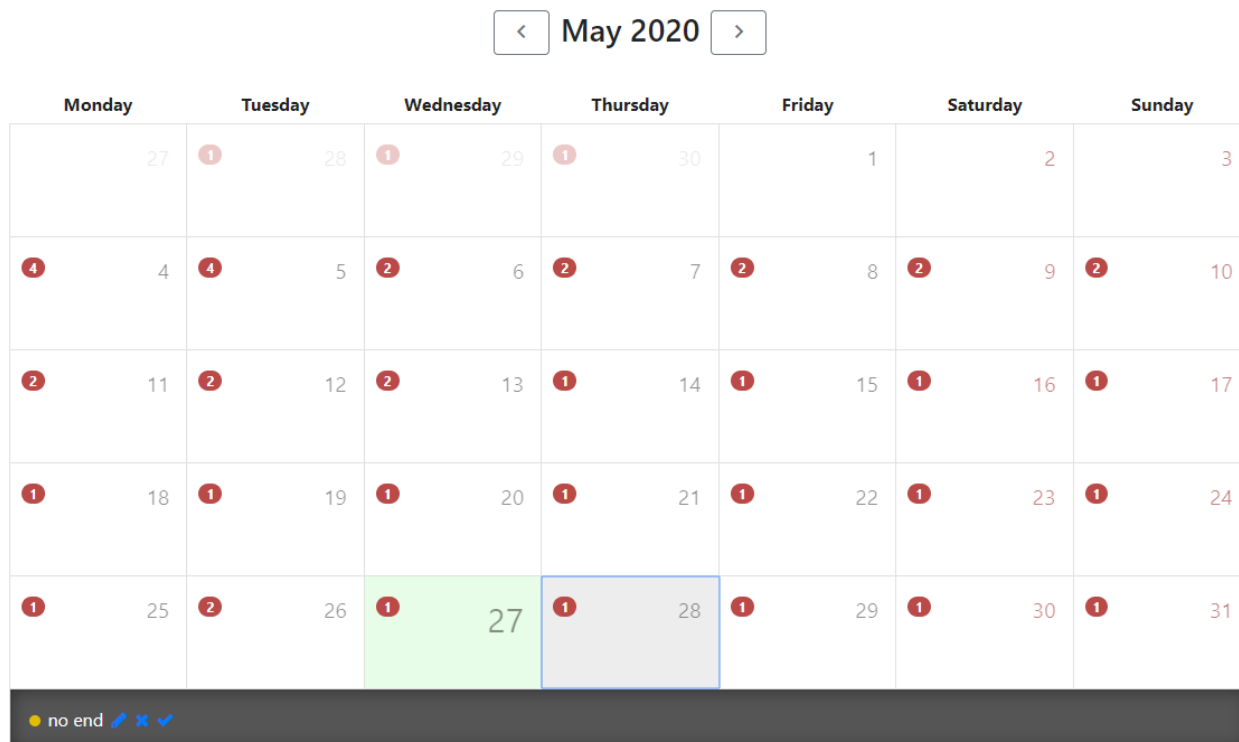 May 2020
Monday Tuesday Wednesday Thursday Friday Saturday Sunday
27 1 28 1 29 1 30 1 2 3
4 4 4 5 2 6 2 7 2 8 2 9 2 10
2 11 2 12 2 13 1 14 1 15 1 16 1 17
1 18 1 19 1 20 1 21 1 22 1 23 1 24
1 25 2 26 1 27 1 28 1 29 1 30 1 31
no end